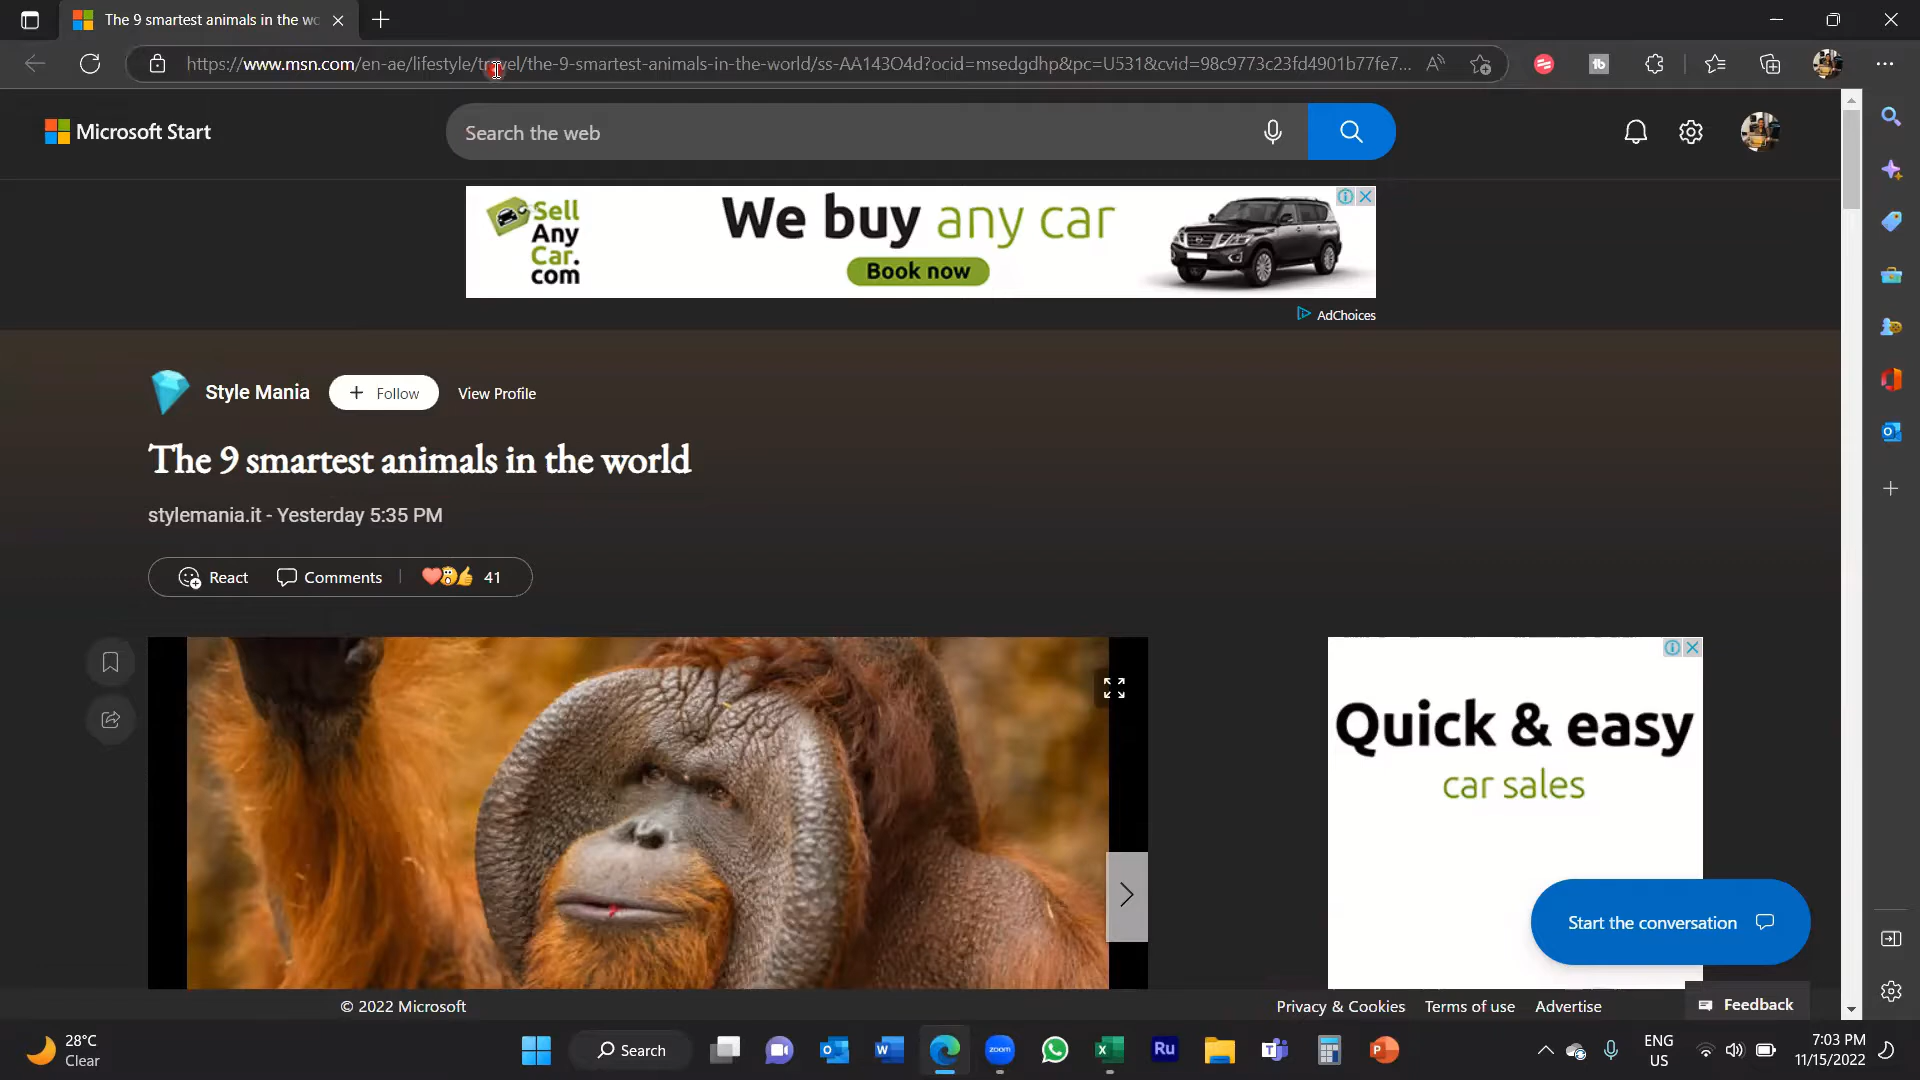 The 9 smartest animals in the wo
https://www.msn.com/en-ae/lifestyle/travel/the-9-smartest-animals-in-the-world/ss-AA143O4d?ocid=msedgdhp&pc=U531&cvid=98c9773c23fd4901b77fe7...
Microsoft Start
Search the web
Sell
Any
Car.
com
We buy any car
Book now
AdChoices
Style Mania
Follow
View Profile
The 9 smartest animals in the world
stylemania.it - Yesterday 5:35 PM
React
Comments
41
Quick & easy
car sales
Start the conversation
© 2022 Microsoft
Privacy & Cookies
Terms of use
Advertise
Feedback
28°C
Clear
Search
zoom
Ru
ENG
US
7:03 PM
11/15/2022